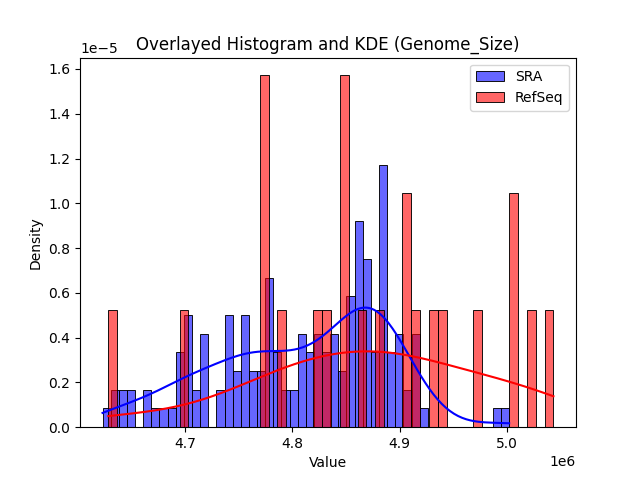 Overlayed Histogram and KDE (Genome_Size)
1e−5
1.6
1.4
1.2
1.0
0.8
0.6
0.4
0.2
0.0
Density
SRA
RefSeq
4.7 4.8 4.9 5.0
Value
1e6